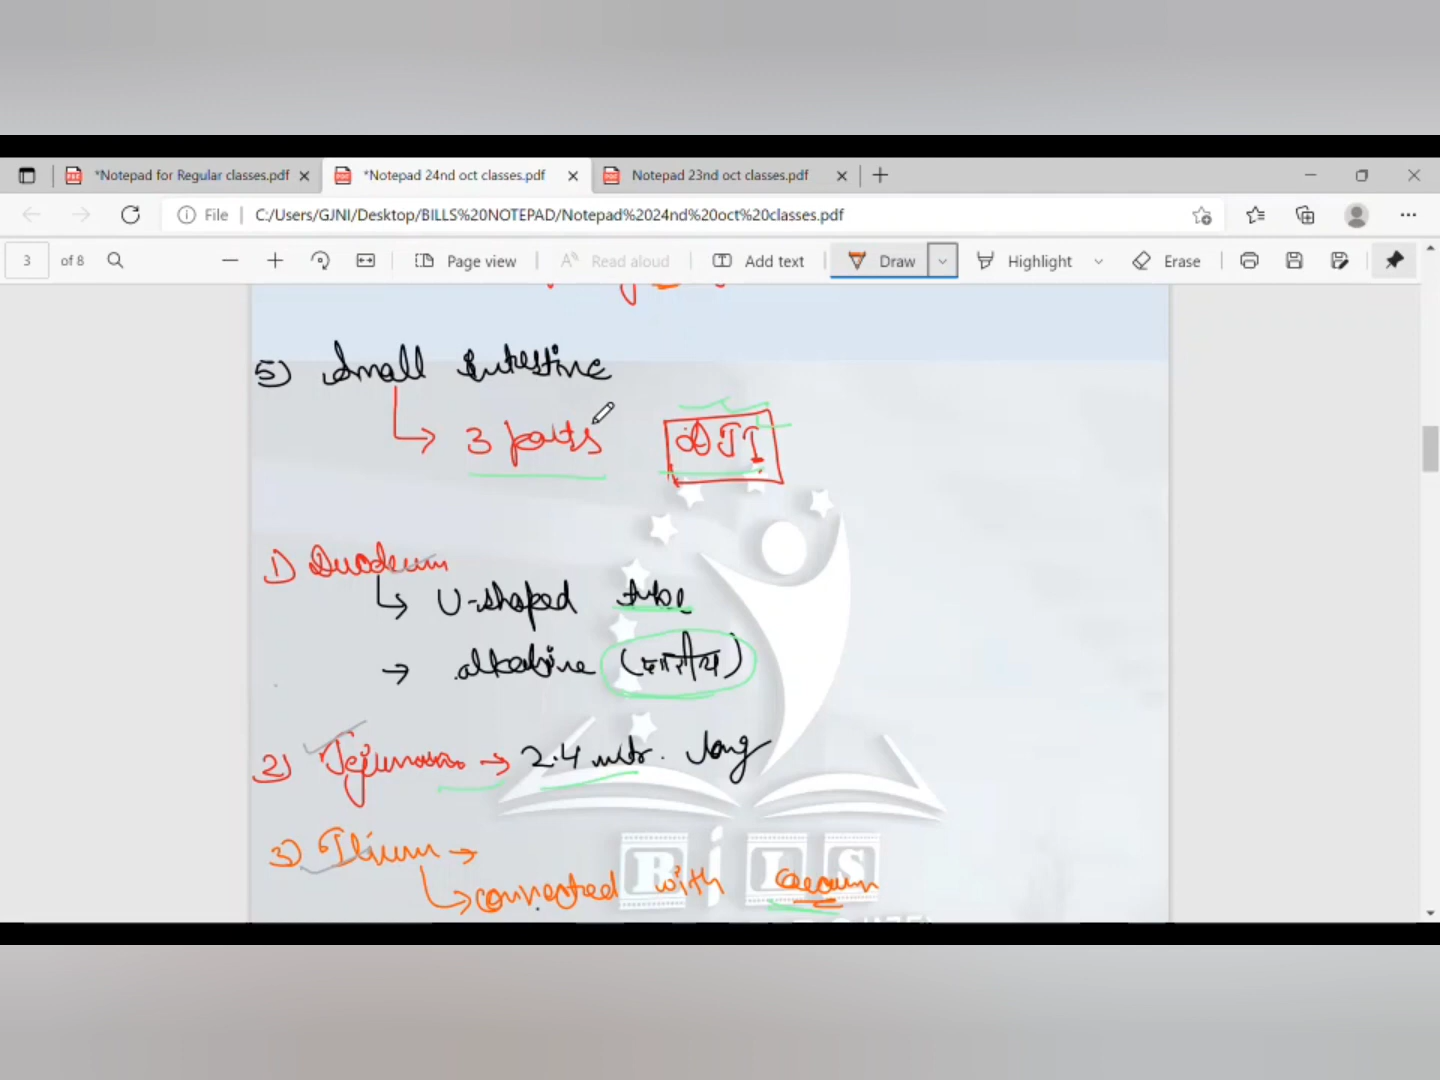 *Notepad for Regular classes.pdf *Notepad 24nd oct classes.pdf Notepad 23nd oct classes.pdf
File C:/Users/GJNI/Desktop/BILLS%20NOTEPAD/Notepad%2024nd%20oct%20classes.pdf
3 of 8 Page view Read aloud Add text Draw Highlight Erase
5) Small Intestine
→ 3 parts DJI
1) Duodeum
→ U-shaped tube
→ alkaline
2) Jejunum → 2.4 mtr. long
3) Ilium →
→ connected with Cecum
BiLS